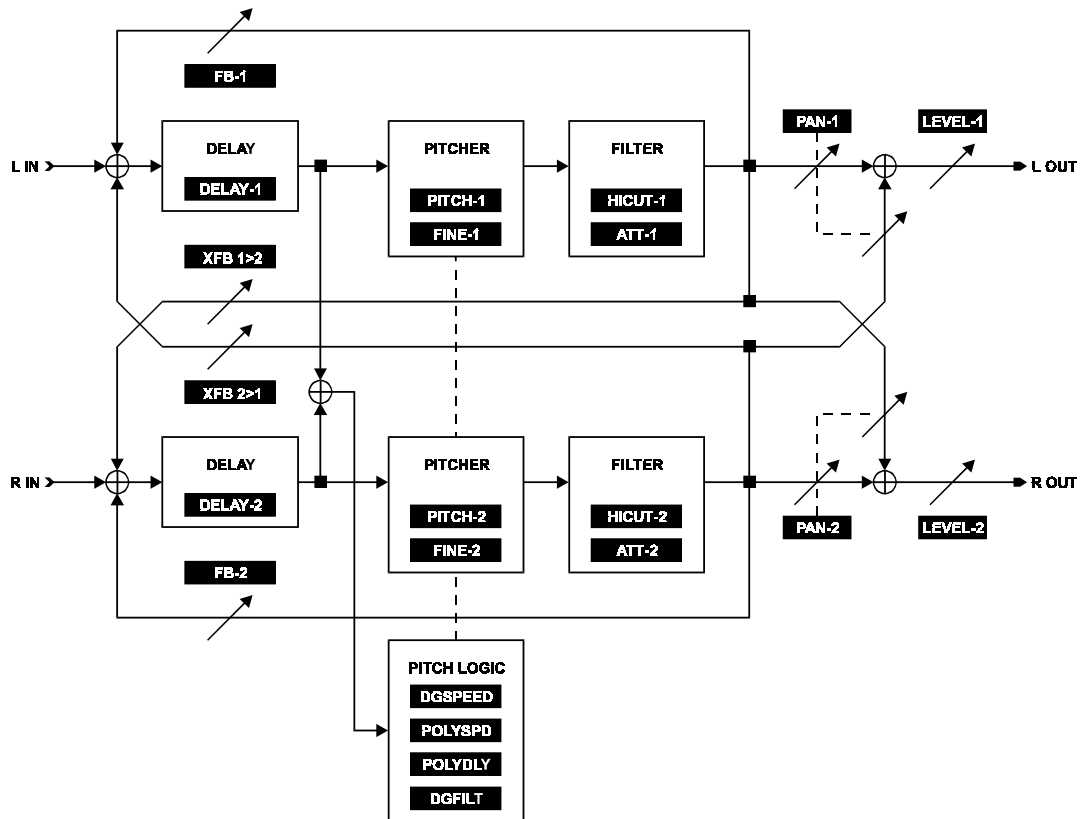 FB-1
PAN-1
LEVEL-1
L IN
DELAY
DELAY-1
PITCHER
PITCH-1
FINE-1
FILTER
HICUT-1
ATT-1
L OUT
XFB 1>2
XFB 2>1
R IN
DELAY
DELAY-2
PITCHER
PITCH-2
FINE-2
FILTER
HICUT-2
ATT-2
R OUT
PAN-2
LEVEL-2
FB-2
PITCH LOGIC
DGSPEED
POLYSPD
POLYDLY
DGFILT